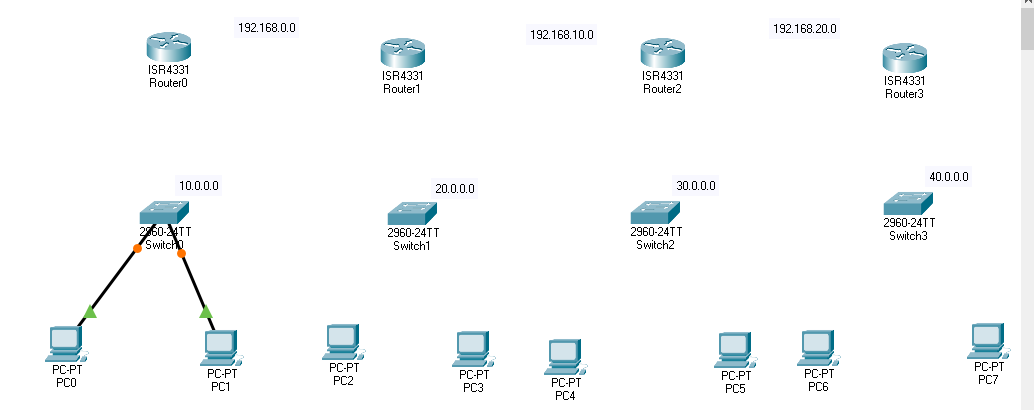 192.168.0.0
192.168.10.0
192.168.20.0
ISR4331
Router0
ISR4331
Router1
ISR4331
Router2
ISR4331
Router3
10.0.0.0
20.0.0.0
30.0.0.0
40.0.0.0
2960-24TT
Switch0
2960-24TT
Switch1
2960-24TT
Switch2
2960-24TT
Switch3
PC-PT
PC0
PC-PT
PC1
PC-PT
PC2
PC-PT
PC3
PC-PT
PC4
PC-PT
PC5
PC-PT
PC6
PC-PT
PC7